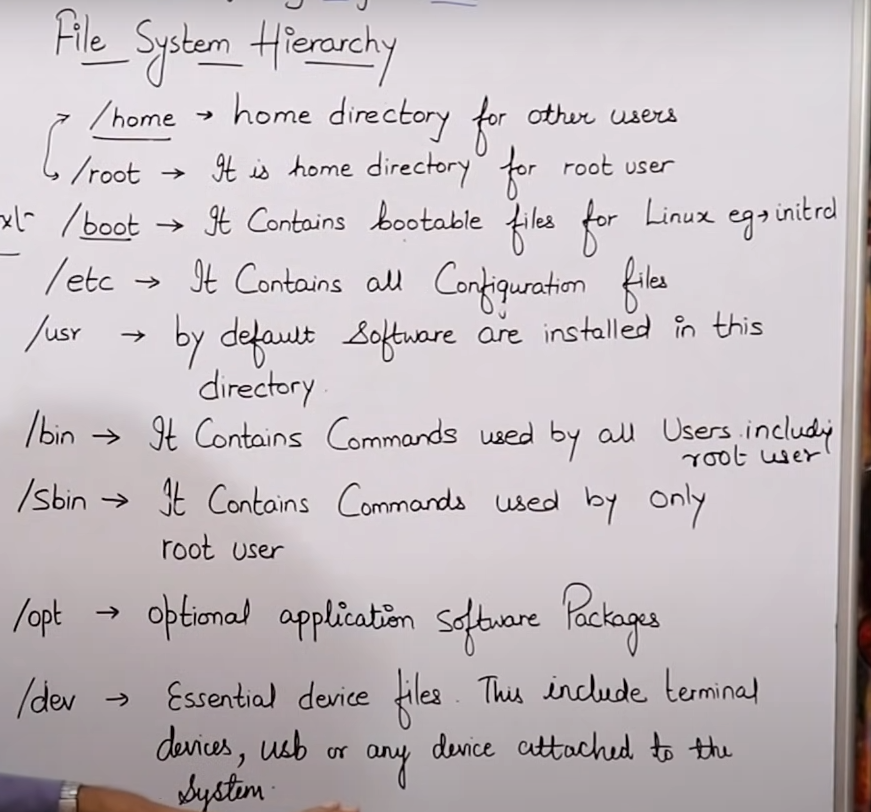 File System Hierarchy
/home → home directory for other users
/root → It is home directory for root user
/boot → It Contains bootable files for Linux eg→initrd
/etc → It Contains all Configuration files
/usr → by default Software are installed in this
directory.
/bin → It Contains Commands used by all Users includig
root user
/Sbin → It Contains Commands used by only
root user
/opt → optional application Software Packages
/dev → Essential device files. This include terminal
devices, usb or any device attached to the
System.